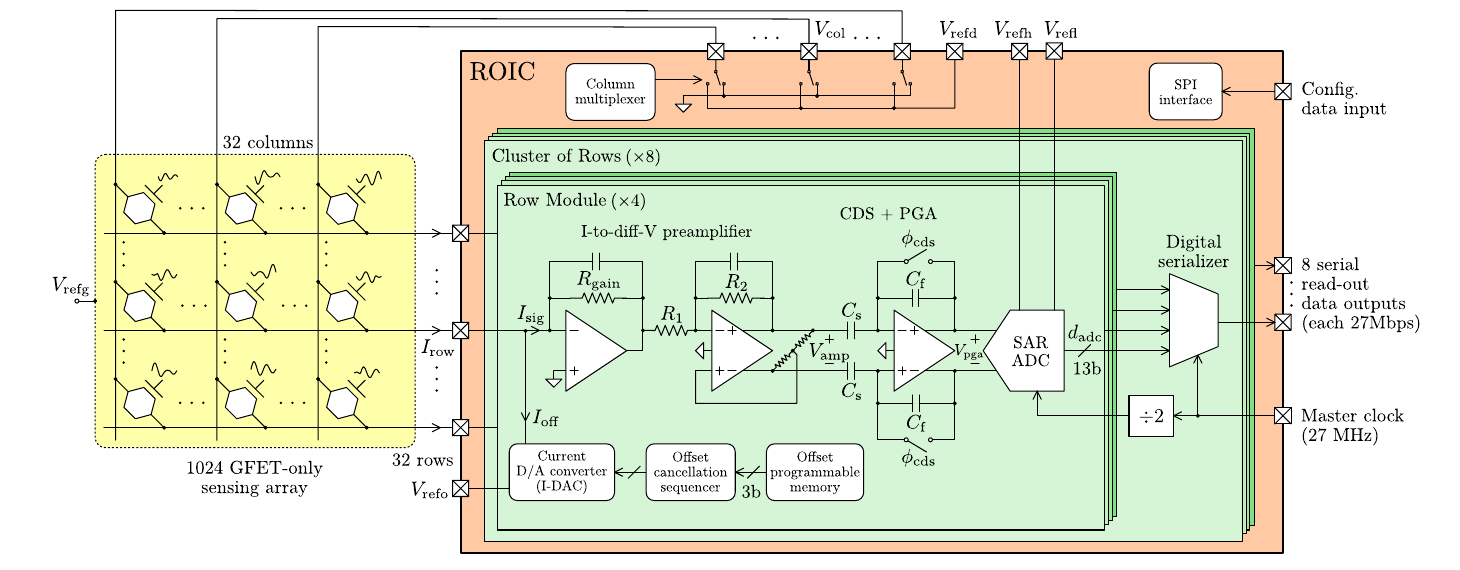 . . .
V_col
. . .
V_refd
V_refh
V_refl
ROIC
Column
multiplexer
SPI
interface
Config.
data input
32 columns
Cluster of Rows (×8)
Row Module (×4)
CDS + PGA
I-to-diff-V preamplifier
ϕ_cds
Digital
serializer
V_refg
R_gain
R_2
C_f
8 serial
read-out
data outputs
(each 27Mbps)
I_sig
R_1
C_s
I_row
V_amp
V_pga
SAR
ADC
d_adc
13b
C_s
C_f
÷2
Master clock
(27 MHz)
I_off
ϕ_cds
32 rows
1024 GFET-only
sensing array
V_refo
Current
D/A converter
(I-DAC)
Offset
cancellation
sequencer
3b
Offset
programmable
memory